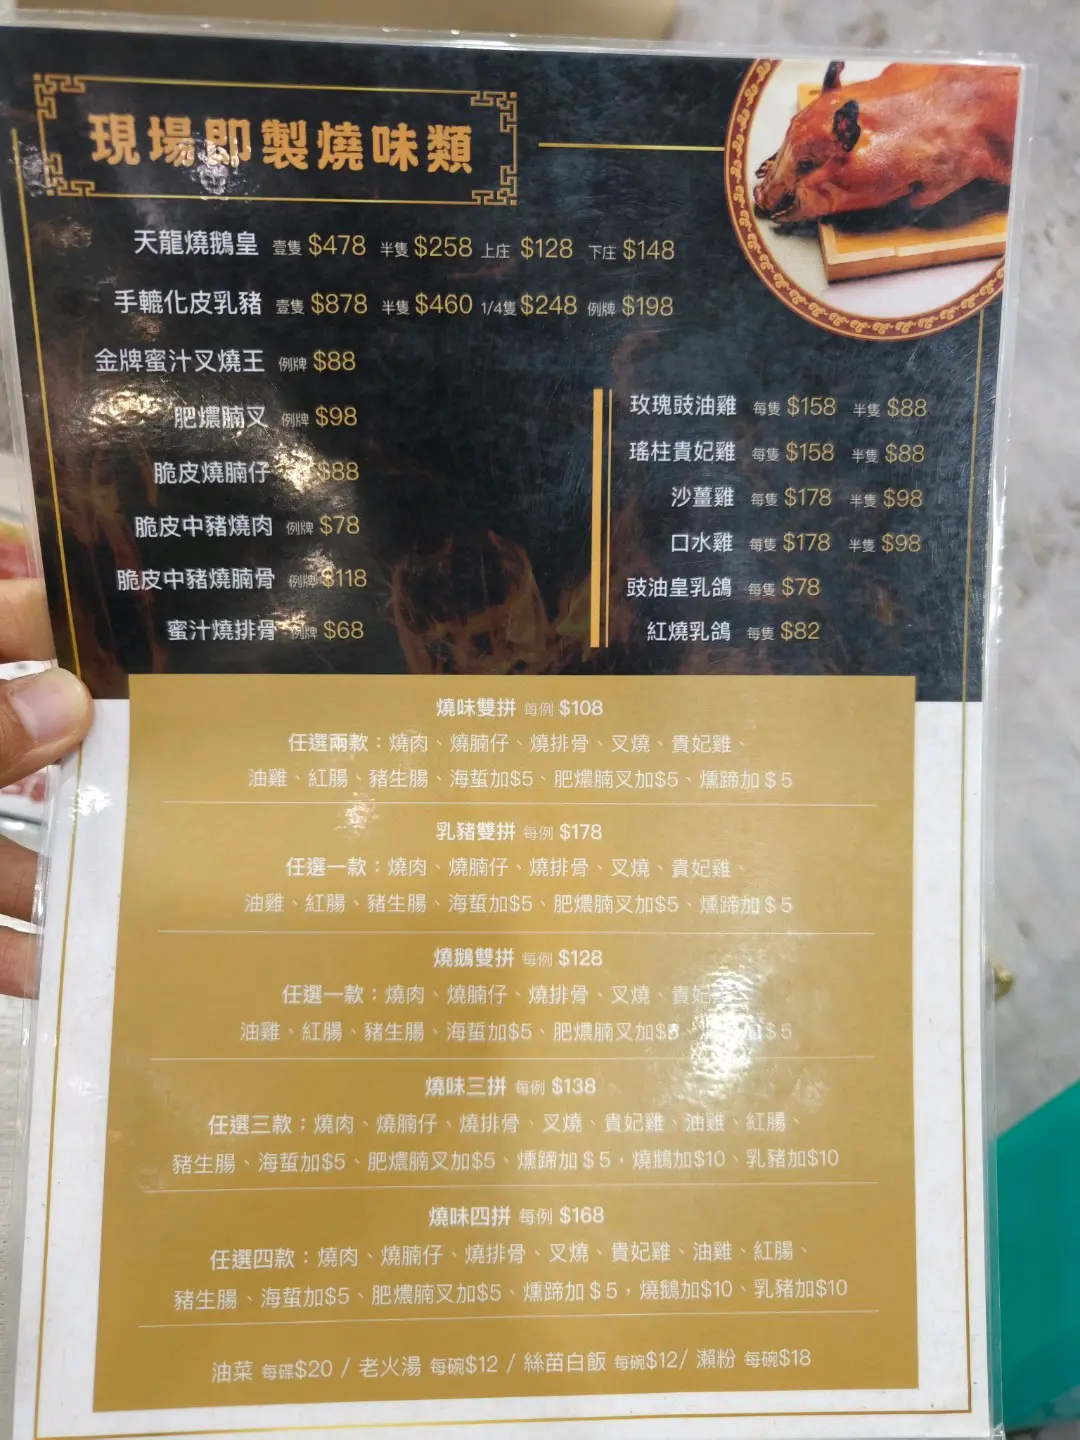 現場即製燒味類
天龍燒鵝皇 壹隻 $478 半隻 $258 上庄 $128 下庄 $148
手轆化皮乳豬 壹隻 $878 半隻 $460 1/4隻 $248 例牌 $198
金牌蜜汁叉燒王 例牌 $88
肥燶腩叉 例牌 $98
脆皮燒腩仔 $88
脆皮中豬燒肉 例牌 $78
脆皮中豬燒腩骨 例牌 $118
蜜汁燒排骨 例牌 $68
玫瑰豉油雞 每隻 $158 半隻 $88
瑤柱貴妃雞 每隻 $158 半隻 $88
沙薑雞 每隻 $178 半隻 $98
口水雞 每隻 $178 半隻 $98
豉油皇乳鴿 每隻 $78
紅燒乳鴿 每隻 $82
燒味雙拼 每例 $108
任選兩款：燒肉、燒腩仔、燒排骨、叉燒、貴妃雞、
油雞、紅腸、豬生腸、海蜇加$5、肥燶腩叉加$5、燻蹄加＄5
乳豬雙拼 每例 $178
任選一款：燒肉、燒腩仔、燒排骨、叉燒、貴妃雞、
油雞、紅腸、豬生腸、海蜇加$5、肥燶腩叉加$5、燻蹄加＄5
燒鵝雙拼 每例 $128
任選一款：燒肉、燒腩仔、燒排骨、叉燒、貴妃
油雞、紅腸、豬生腸、海蜇加$5、肥燶腩叉加$5、加＄5
燒味三拼 每例 $138
任選三款：燒肉、燒腩仔、燒排骨、叉燒、貴妃雞、油雞、紅腸、
豬生腸、海蜇加$5、肥燶腩叉加$5、燻蹄加＄5，燒鵝加$10、乳豬加$10
燒味四拼 每例 $168
任選四款：燒肉、燒腩仔、燒排骨、叉燒、貴妃雞、油雞、紅腸、
豬生腸、海蜇加$5、肥燶腩叉加$5、燻蹄加＄5，燒鵝加$10、乳豬加$10
油菜 每碟$20 / 老火湯 每碗$12 / 絲苗白飯 每碗$12/ 瀨粉 每碗$18